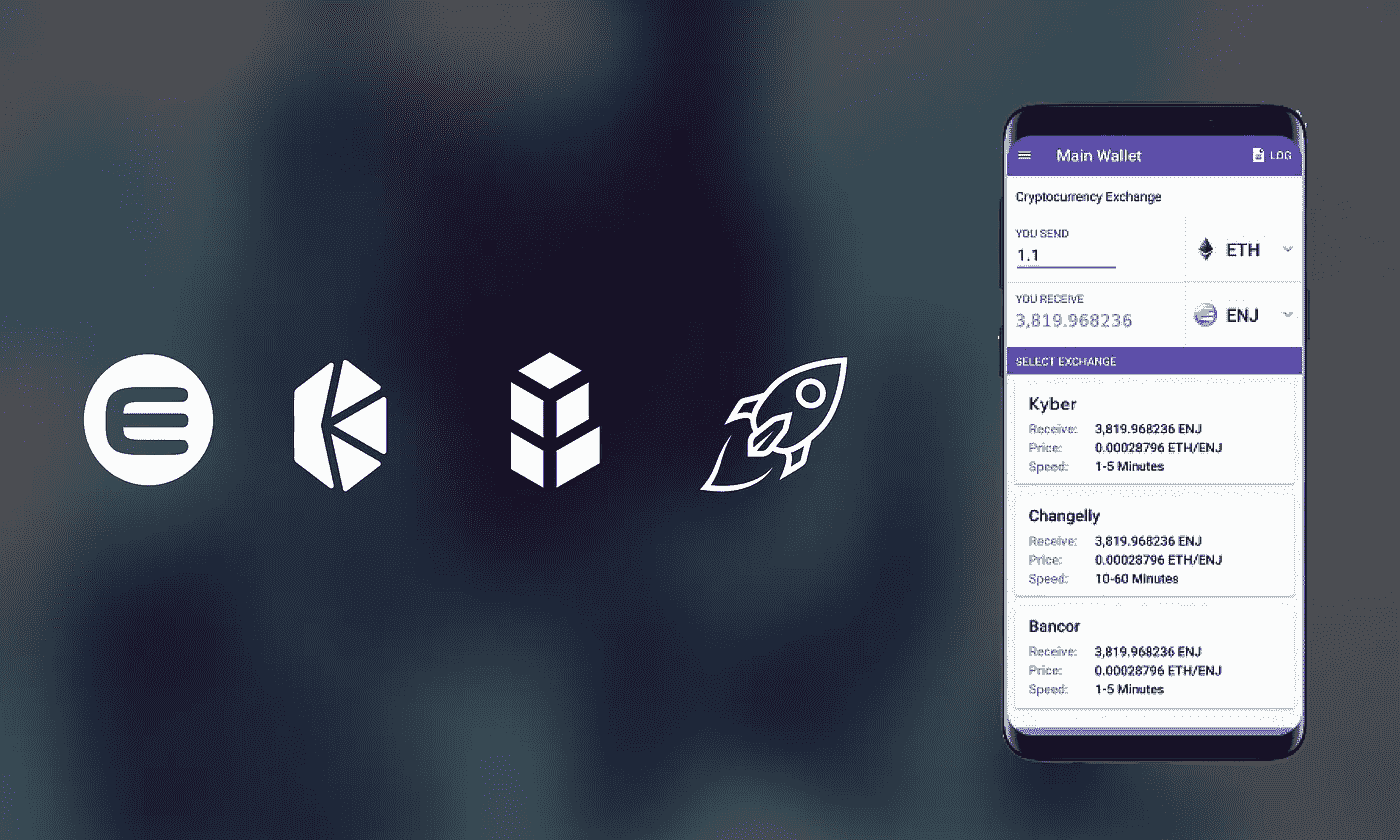 Main Wallet LOG
Cryptocurrency Exchange
YOU SEND
1.1 ETH
YOU RECEIVE
3,819.968236 ENJ
SELECT EXCHANGE
Kyber
Receive: 3,819.968236 ENJ
Price: 0.00028796 ETH/ENJ
Speed: 1-5 Minutes
Changelly
Receive: 3,819.968236 ENJ
Price: 0.00028796 ETH/ENJ
Speed: 10-60 Minutes
Bancor
Receive: 3,819.968236 ENJ
Price: 0.00028796 ETH/ENJ
Speed: 1-5 Minutes